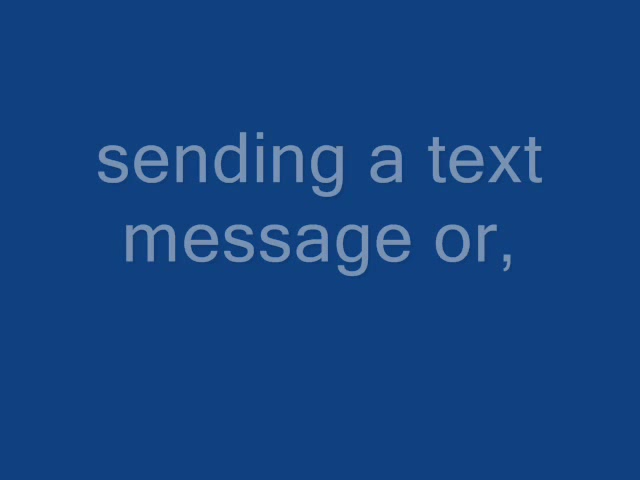 sending a text
message or,